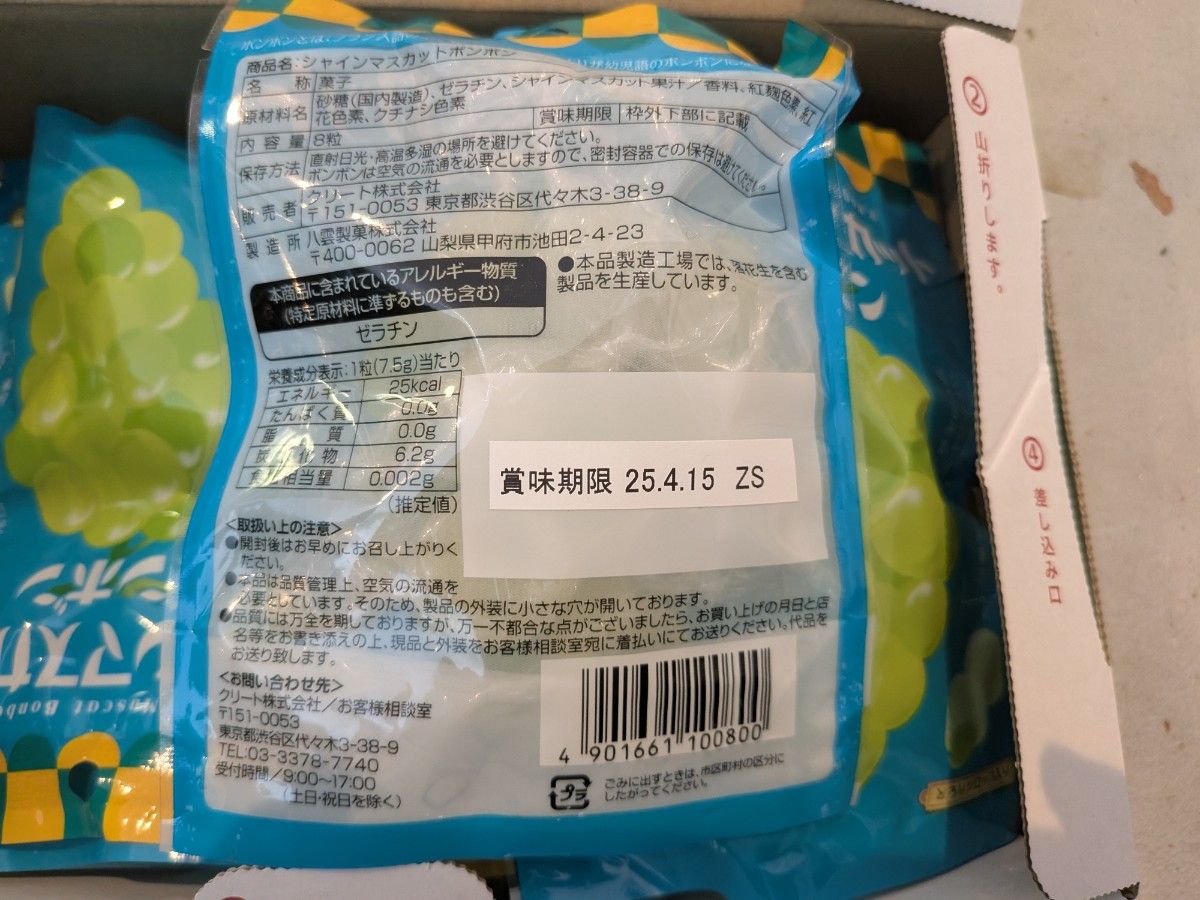 商品名:シャインマスカットボンボン
名 称 菓子
原材料名 砂糖(国内製造)、ゼラチン、シャインマスカット果汁/香料、紅麹色素、紅
花色素、クチナシ色素
賞味期限 枠外下部に記載
内容量 8粒
保存方法 直射日光・高温多湿の場所を避けてください。
ボンボンは空気の流通を必要としますので、密封容器での保存は避けてください。
販売者 クリート株式会社
〒151-0053 東京都渋谷区代々木3-38-9
製造所 八雲製菓株式会社
〒400-0062 山梨県甲府市池田2-4-23
本商品に含まれているアレルギー物質
(特定原材料に準ずるものも含む)
ゼラチン
●本品製造工場では、落花生を含む
製品を生産しています。
栄養成分表示:1粒(7.5g)当たり
エネルギー 25kcal
たんぱく質 0.0g
脂 質 0.0g
炭水化物 6.2g
食塩相当量 0.002g
(推定値)
賞味期限 25.4.15 ZS
<取扱い上の注意>
●開封後はお早めにお召し上がりく
ださい。
●本品は品質管理上、空気の流通を
必要としています。そのため、製品の外装に小さな穴が開いております。
●品質には万全を期しておりますが、万一不都合な点がございましたら、お買い上げの月日と店
名等をお書き添えの上、現品と外装をお客様相談室宛に着払いにてお送りください。代品を
お送り致します。
<お問い合わせ先>
クリート株式会社/お客様相談室
〒151-0053
東京都渋谷区代々木3-38-9
TEL:03-3378-7740
受付時間/9:00~17:00
(土日・祝日を除く)
4 901661 100800
プラ
ごみに出すときは、市区町村の区分に
したがってください。
② 山折りします。
④ 差し込み口